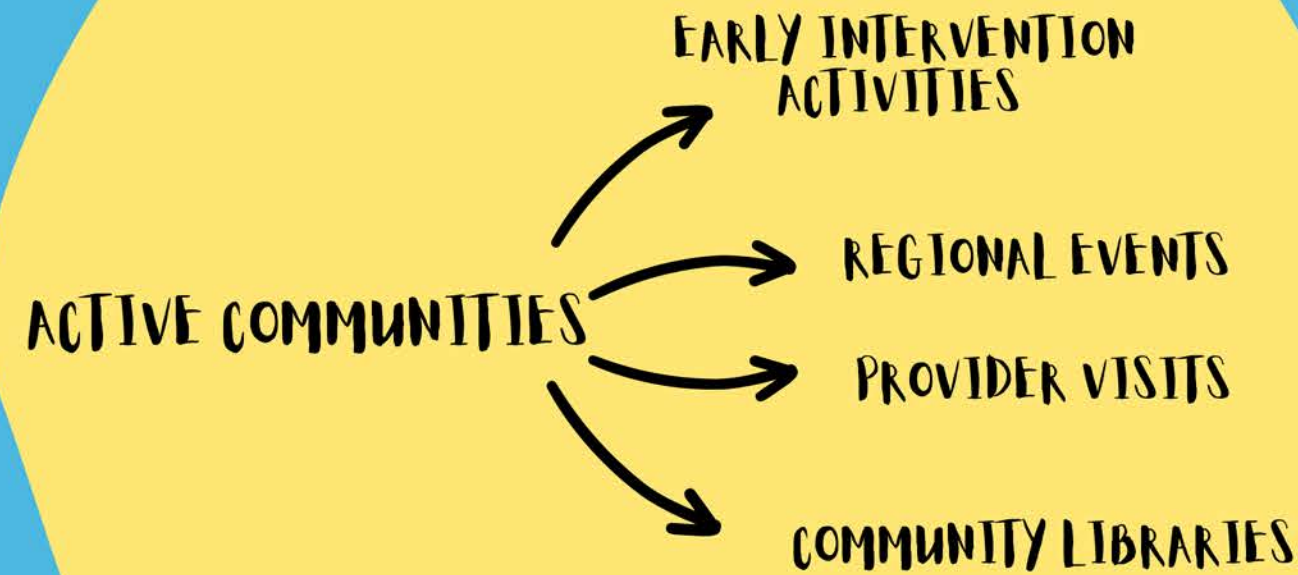 EARLY INTERVENTION
ACTIVITIES
REGIONAL EVENTS
ACTIVE COMMUNITIES
PROVIDER VISITS
COMMUNITY LIBRARIES